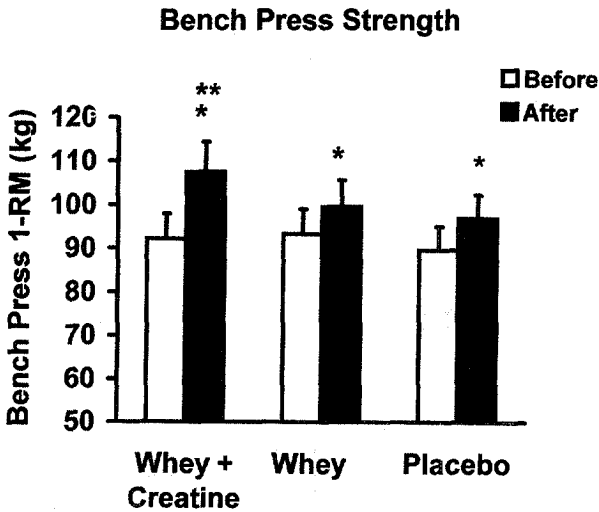 Bench Press Strength
Before
After
Bench Press 1-RM (kg)
120
110
100
90
80
70
60
50
**
*
*
*
Whey +
Creatine
Whey
Placebo